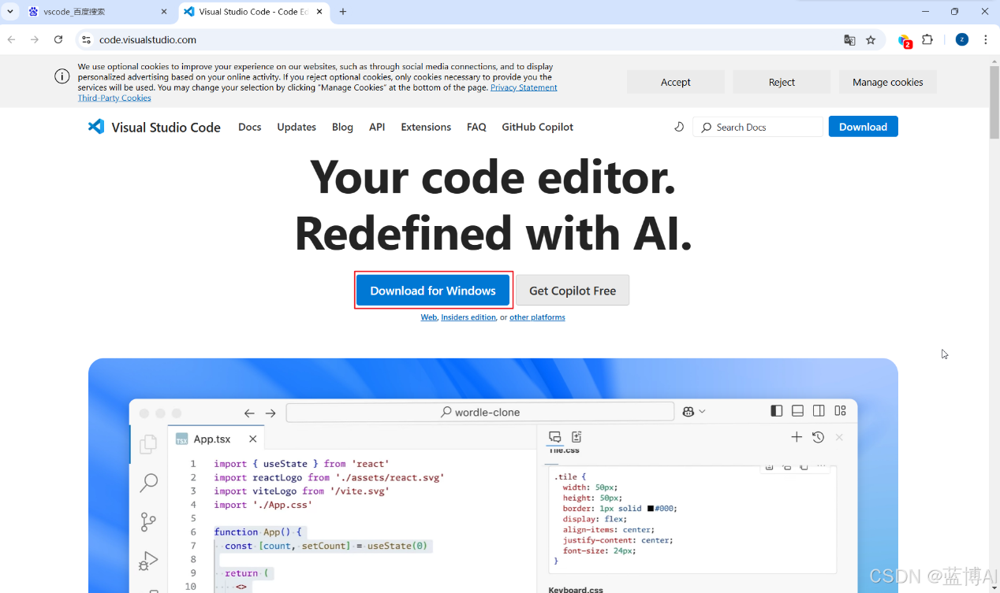 vscode_百度搜索
Visual Studio Code - Code Ed
code.visualstudio.com
2
z
We use optional cookies to improve your experience on our websites, such as through social media connections, and to display
personalized advertising based on your online activity. If you reject optional cookies, only cookies necessary to provide you the
services will be used. You may change your selection by clicking "Manage Cookies" at the bottom of the page. Privacy Statement
Third-Party Cookies
Accept
Reject
Manage cookies
Visual Studio Code
Docs
Updates
Blog
API
Extensions
FAQ
GitHub Copilot
Search Docs
Download
Your code editor.
Redefined with AI.
Download for Windows
Get Copilot Free
Web, Insiders edition, or other platforms
wordle-clone
TSX App.tsx
1 import { useState } from 'react'
2 import reactLogo from './assets/react.svg'
3 import viteLogo from '/vite.svg'
4 import './App.css'
5
6 function App() {
7 const [count, setCount] = useState(0)
8
9 return (
10 <>
Tile.css
.tile {
width: 50px;
height: 50px;
border: 1px solid #000;
display: flex;
align-items: center;
justify-content: center;
font-size: 24px;
}
Keyboard.css
CSDN @蓝博AI